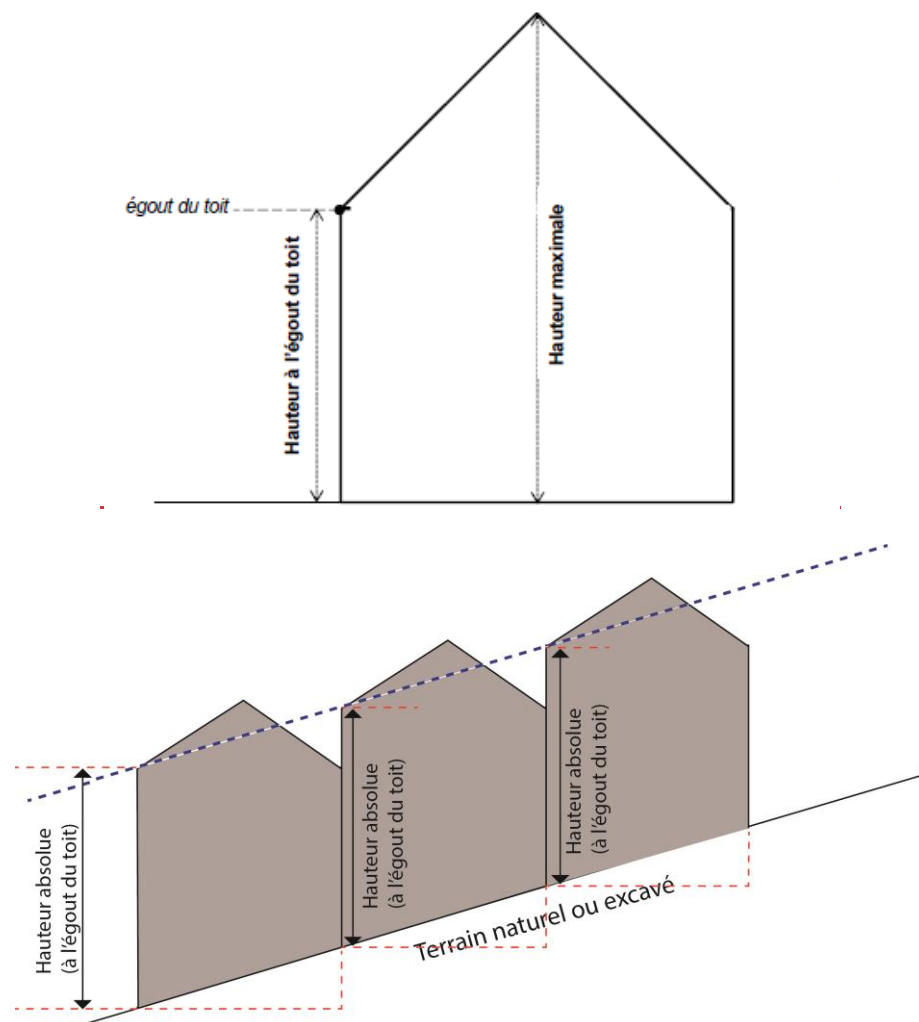 égout du toit
Hauteur à l'égout du toit
Hauteur maximale
Hauteur absolue
(à l'égout du toit)
Hauteur absolue
(à l'égout du toit)
Hauteur absolue
(à l'égout du toit)
Terrain naturel ou excavé